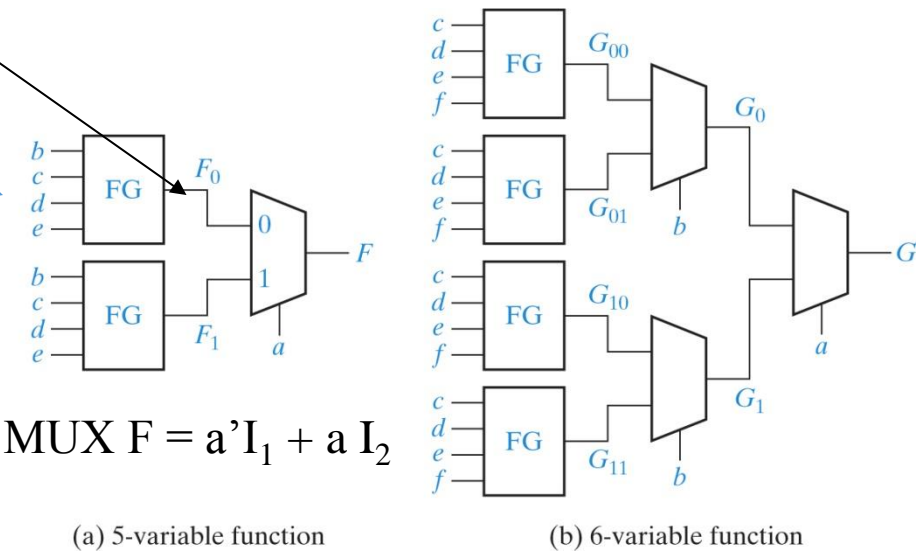 b
c
d
e
FG
F₀
b
c
d
e
FG
F₁
0
1
a
F
MUX F = a’I₁ + a I₂
(a) 5-variable function
c
d
e
f
FG
G₀₀
c
d
e
f
FG
G₀₁
b
G₀
c
d
e
f
FG
G₁₀
c
d
e
f
FG
G₁₁
b
G₁
a
G
(b) 6-variable function